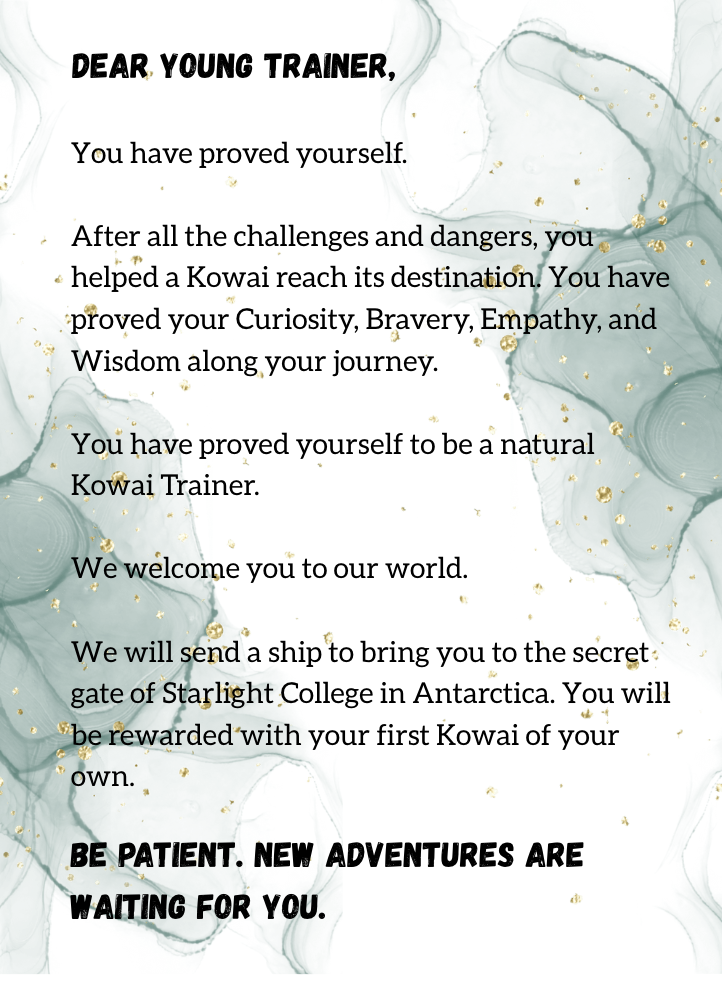 DEAR YOUNG TRAINER,
You have proved yourself.
After all the challenges and dangers, you
helped a Kowai reach its destination. You have
proved your Curiosity, Bravery, Empathy, and
Wisdom along your journey.
You have proved yourself to be a natural
Kowai Trainer.
We welcome you to our world.
We will send a ship to bring you to the secret
gate of Starlight College in Antarctica. You will
be rewarded with your first Kowai of your
own.
BE PATIENT. NEW ADVENTURES ARE
WAITING FOR YOU.